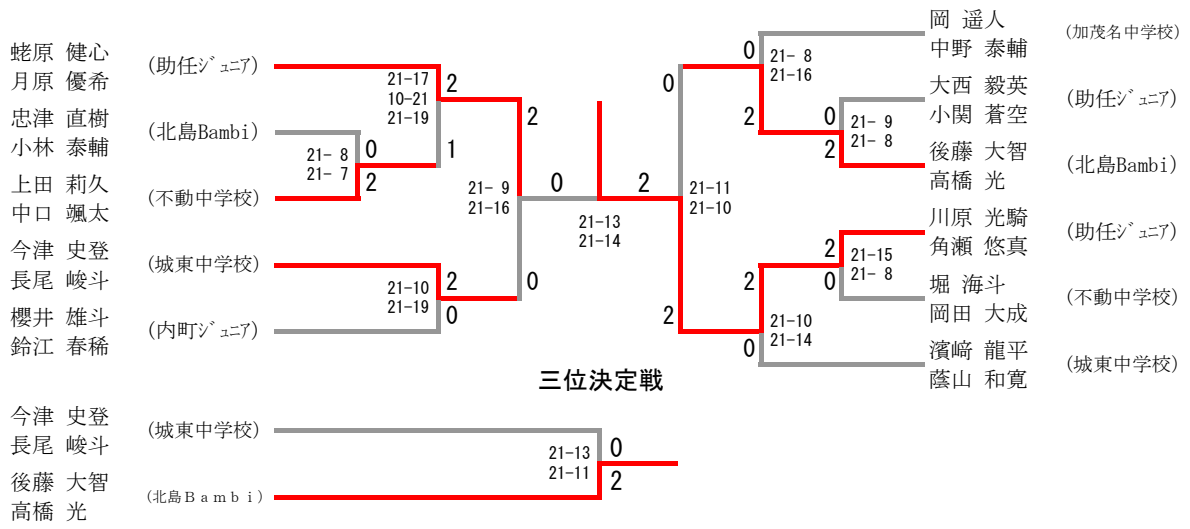 蛯原 健心
月原 優希
(助任ジュニア)
忠津 直樹
小林 泰輔
(北島Bambi)
上田 莉久
中口 颯太
(不動中学校)
今津 史登
長尾 峻斗
(城東中学校)
櫻井 雄斗
鈴江 春稀
(内町ジュニア)
21-17
10-21
21-19
2
1
21- 8
21- 7
0
2
21-10
21-19
2
0
21- 9
21-16
2
0
0
2
21-13
21-14
0
2
21-11
21-10
0
2
21- 8
21-16
0
2
21- 9
21- 8
2
0
21-15
21- 8
2
0
21-10
21-14
岡 遥人
中野 泰輔
(加茂名中学校)
大西 毅英
小関 蒼空
(助任ジュニア)
後藤 大智
高橋 光
(北島Bambi)
川原 光騎
角瀬 悠真
(助任ジュニア)
堀 海斗
岡田 大成
(不動中学校)
濱﨑 龍平
蔭山 和寛
(城東中学校)
三位決定戦
今津 史登
長尾 峻斗
(城東中学校)
後藤 大智
高橋 光
(北島Ｂａｍｂｉ)
21-13
21-11
0
2